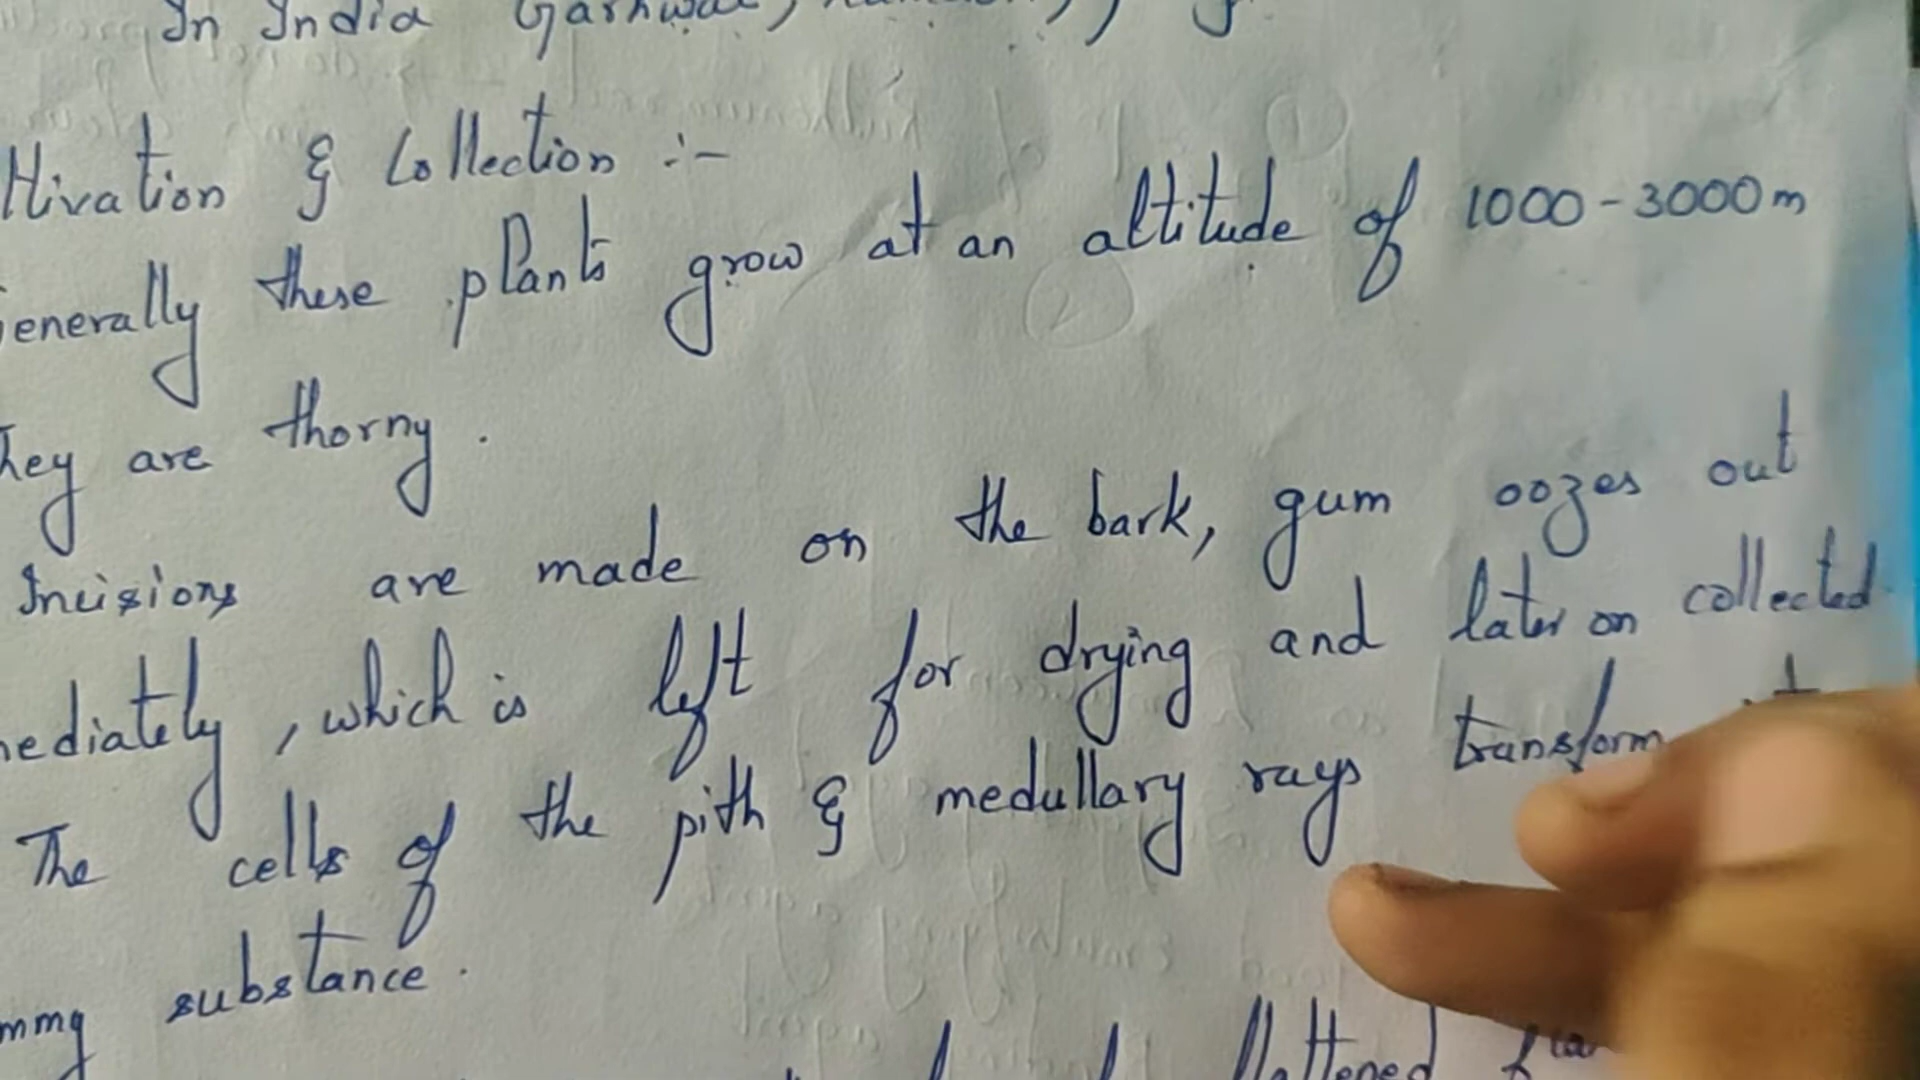 In India Garhwal,
ltivation & Collection :-
enerally these plants grow at an altitude of 1000-3000m
hey are thorny.
Incisions are made on the bark, gum oozes out
mediately, which is left for drying and later on collected
The cells of the pith & medullary rays transform
mmy substance.
flattened